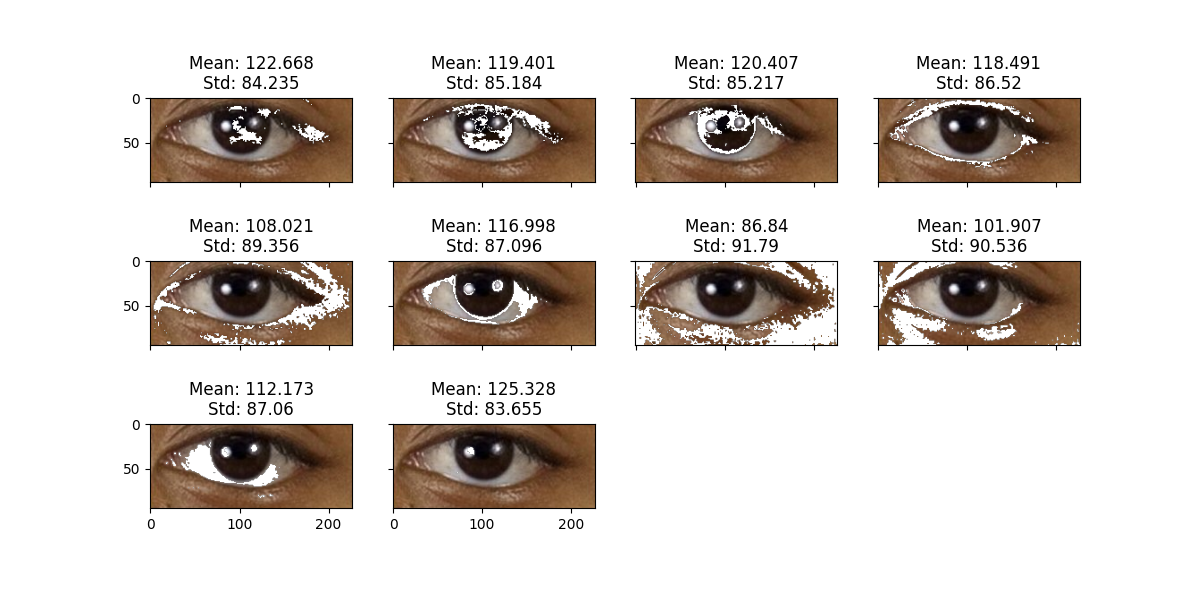 Mean: 122.668
Std: 84.235
Mean: 119.401
Std: 85.184
Mean: 120.407
Std: 85.217
Mean: 118.491
Std: 86.52
0
50
Mean: 108.021
Std: 89.356
Mean: 116.998
Std: 87.096
Mean: 86.84
Std: 91.79
Mean: 101.907
Std: 90.536
0
50
Mean: 112.173
Std: 87.06
Mean: 125.328
Std: 83.655
0
50
0 100 200
0 100 200